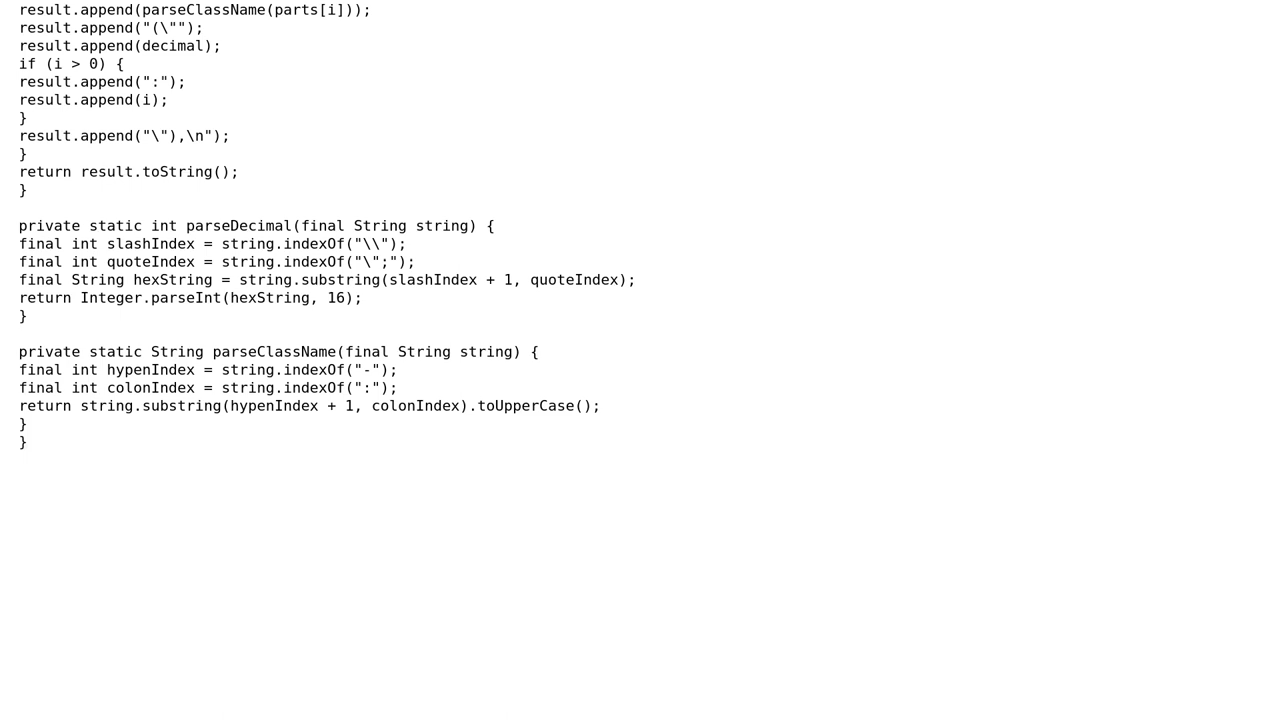 result.append(parseClassName(parts[i]));
result.append("(\"");
result.append(decimal);
if (i > 0) {
result.append(":");
result.append(i);
}
result.append("\"),\n");
}
return result.toString();
}

private static int parseDecimal(final String string) {
final int slashIndex = string.indexOf("\\");
final int quoteIndex = string.indexOf("\";");
final String hexString = string.substring(slashIndex + 1, quoteIndex);
return Integer.parseInt(hexString, 16);
}

private static String parseClassName(final String string) {
final int hypenIndex = string.indexOf("-");
final int colonIndex = string.indexOf(":");
return string.substring(hypenIndex + 1, colonIndex).toUpperCase();
}
}